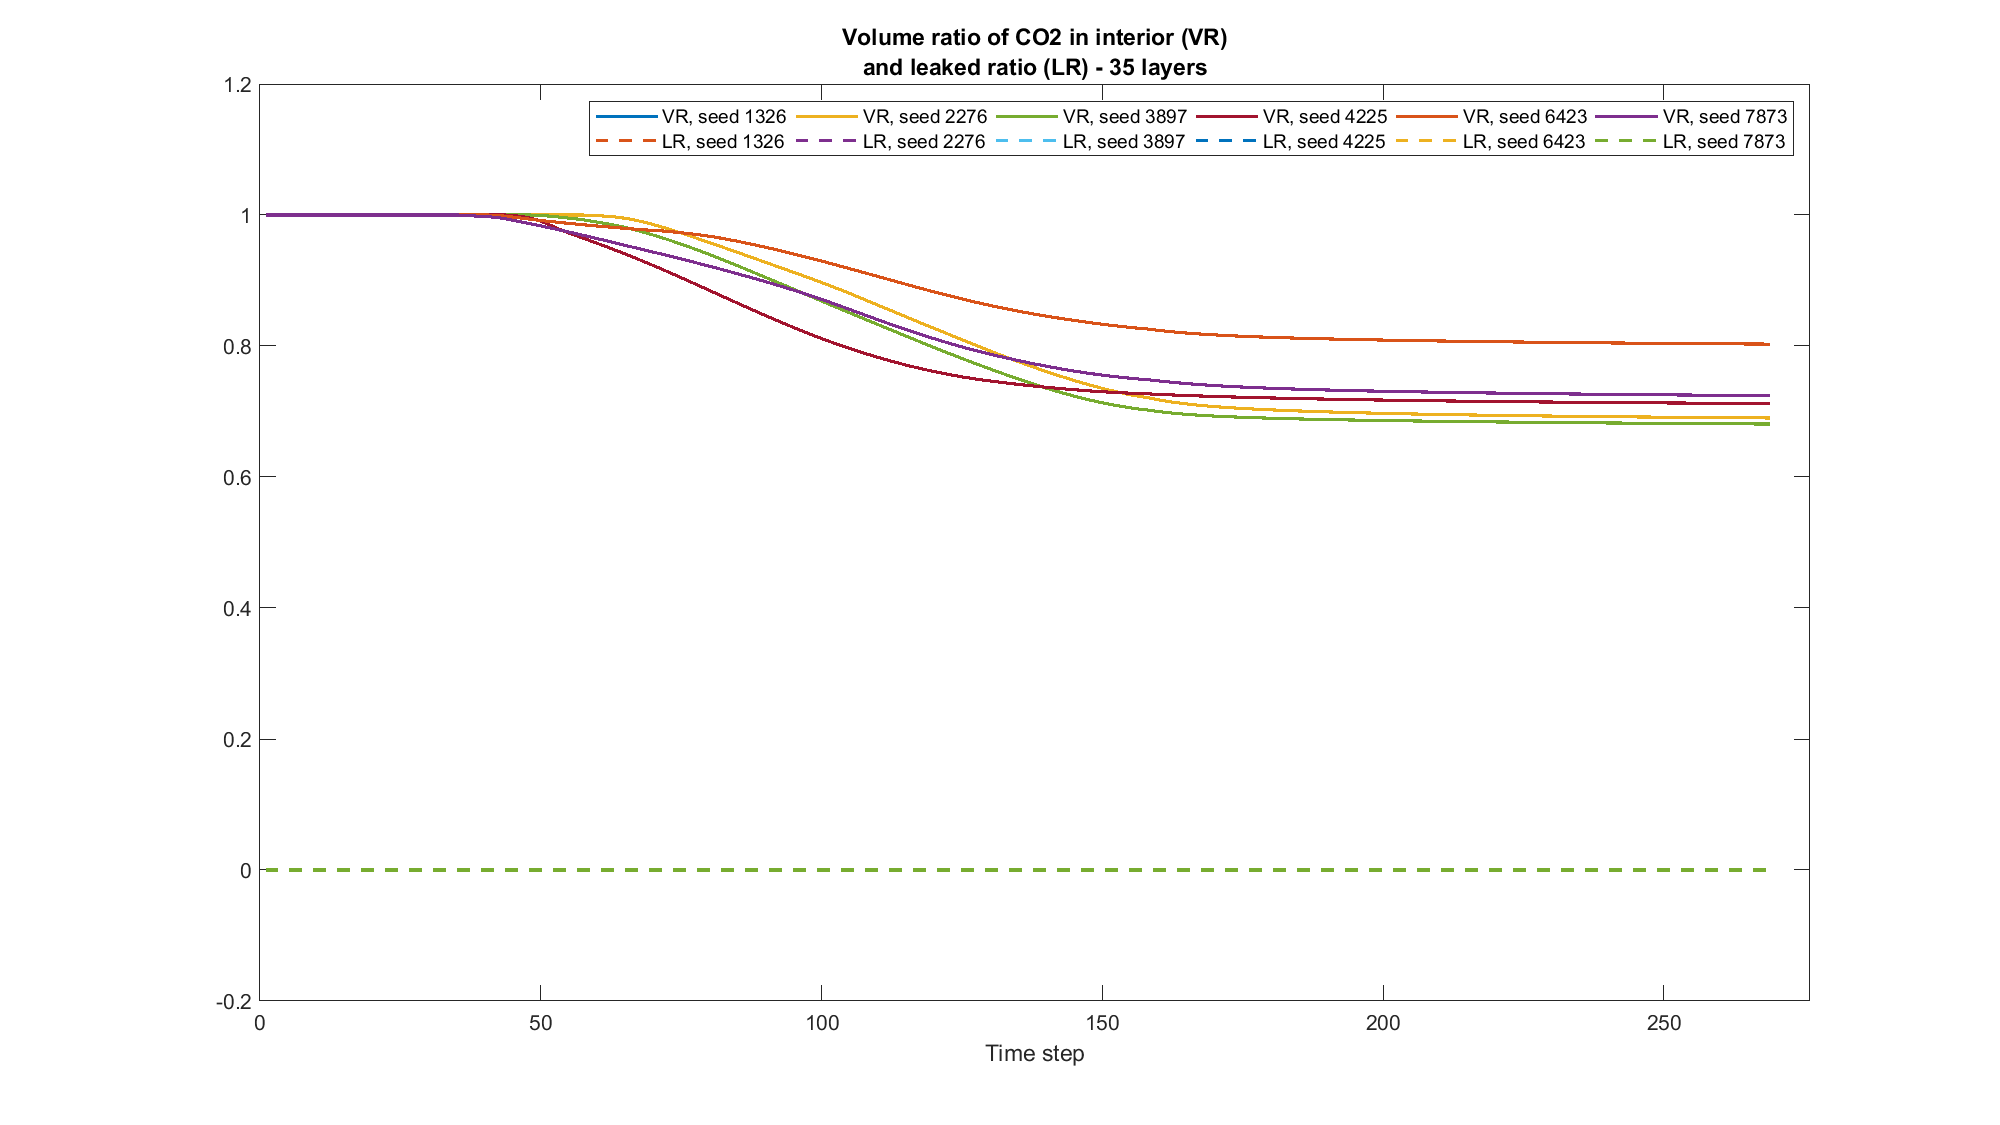 Volume ratio of CO2 in interior (VR)
and leaked ratio (LR) - 35 layers
1.2
VR, seed 1326 VR, seed 2276 VR, seed 3897 VR, seed 4225 VR, seed 6423 VR, seed 7873
LR, seed 1326 LR, seed 2276 LR, seed 3897 LR, seed 4225 LR, seed 6423 LR, seed 7873
1
0.8
0.6
0.4
0.2
0
-0.2
0 50 100 150 200 250
Time step